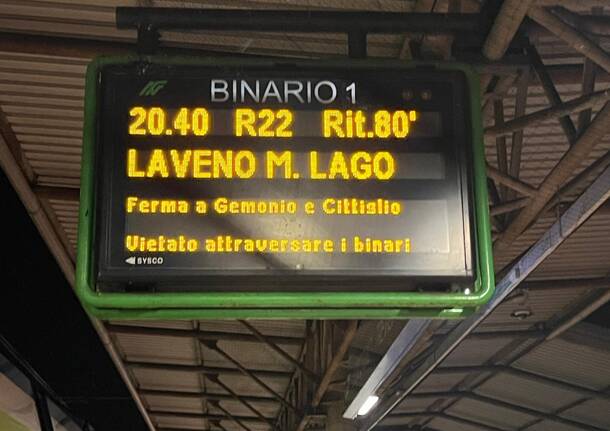 BINARIO 1
20.40 R22 Rit.80'
LAVENO M. LAGO
Ferma a Gemonio e Cittiglio
Vietato attraversare i binari
SYSCO